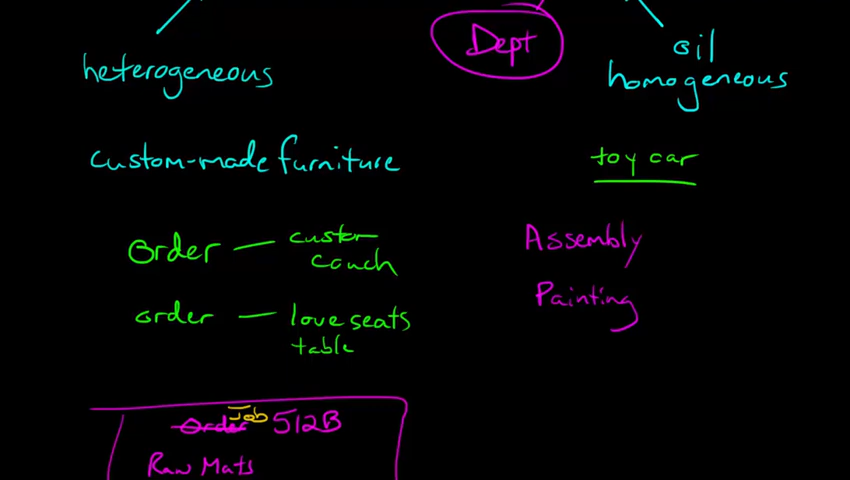 Dept
heterogeneous
oil
homogeneous
custom-made furniture
toy car
Order — custom
couch
order — love seats
table
Assembly
Painting
Job
Order 512B
Raw Mats